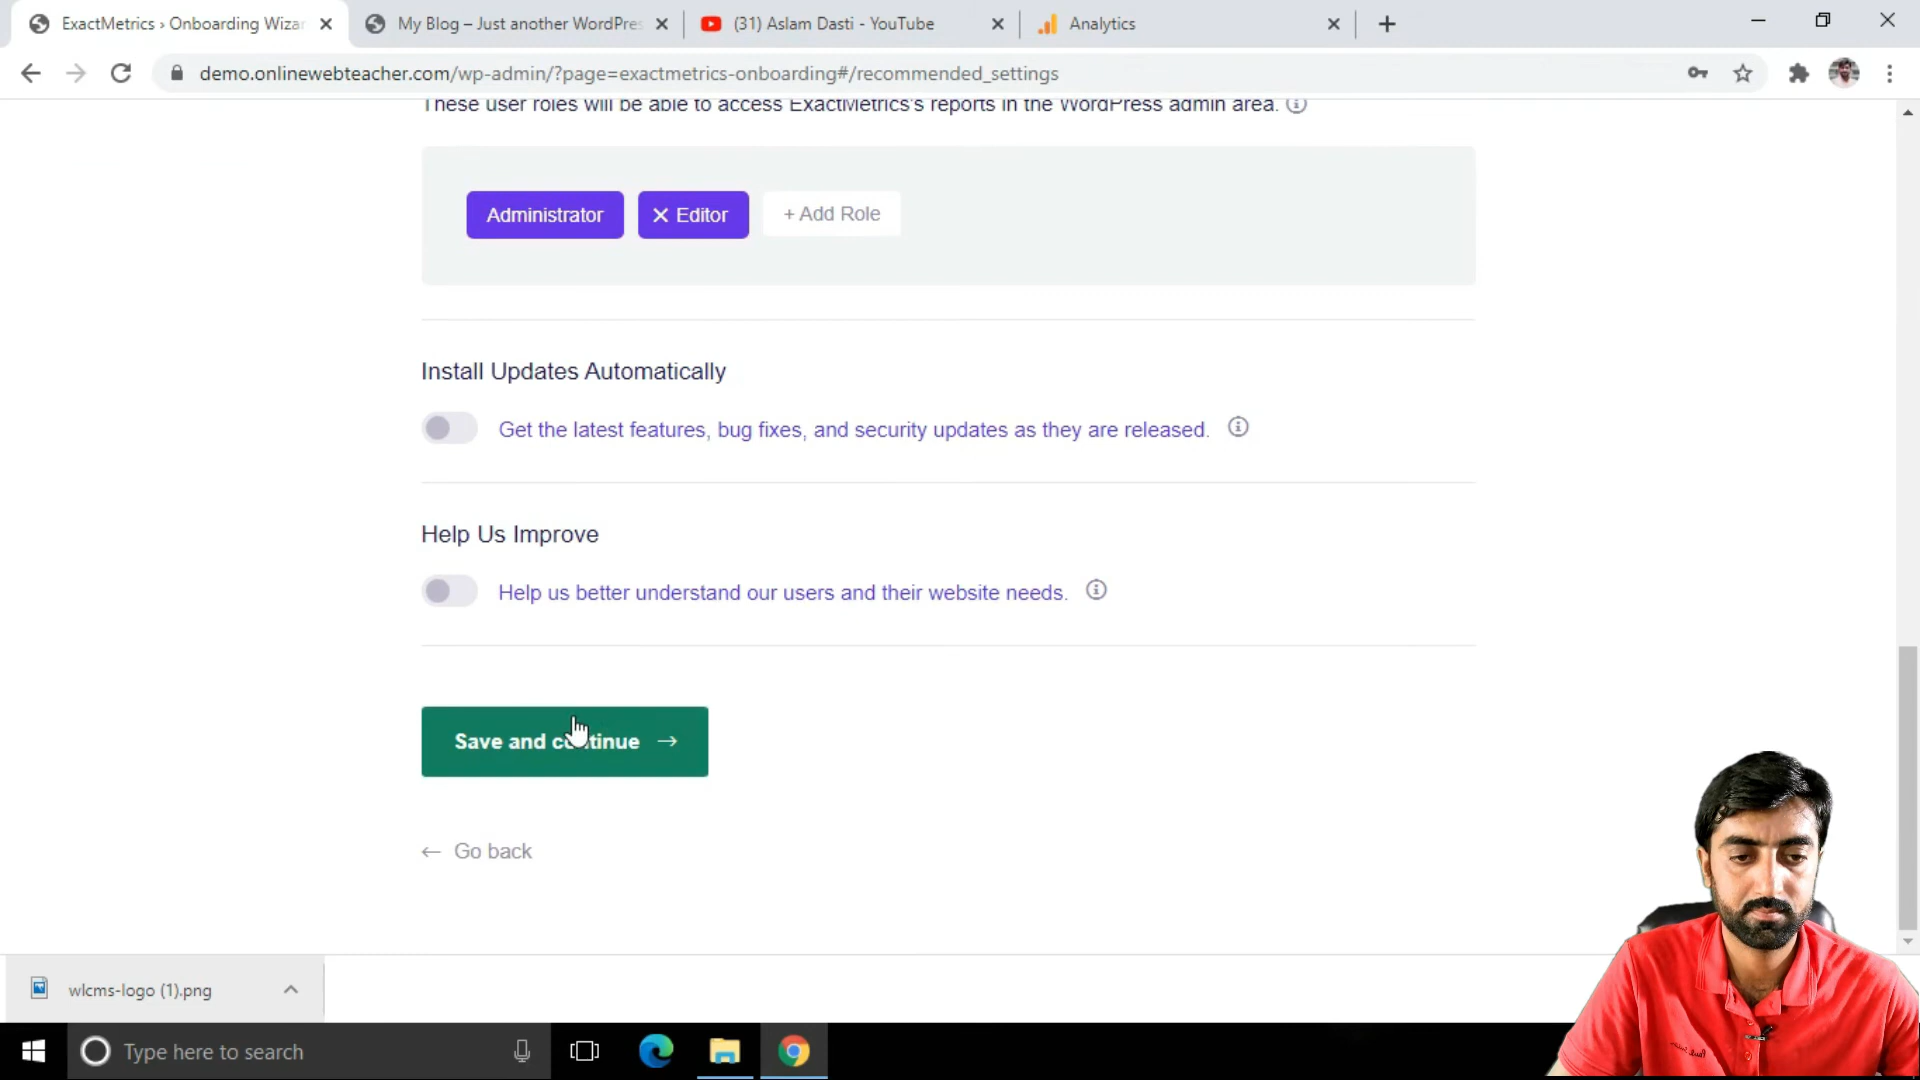 ExactMetrics › Onboarding Wizar
My Blog – Just another WordPres
(31) Aslam Dasti - YouTube
Analytics
demo.onlinewebteacher.com/wp-admin/?page=exactmetrics-onboarding#/recommended_settings
These user roles will be able to access ExactMetrics's reports in the WordPress admin area.
Administrator
Editor
+ Add Role
Install Updates Automatically
Get the latest features, bug fixes, and security updates as they are released.
Help Us Improve
Help us better understand our users and their website needs.
Save and continue →
← Go back
wlcms-logo (1).png
Type here to search